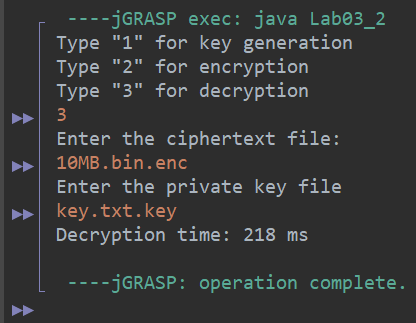 ----jGRASP exec: java Lab03_2
Type "1" for key generation
Type "2" for encryption
Type "3" for decryption
3
Enter the ciphertext file:
10MB.bin.enc
Enter the private key file
key.txt.key
Decryption time: 218 ms
----jGRASP: operation complete.